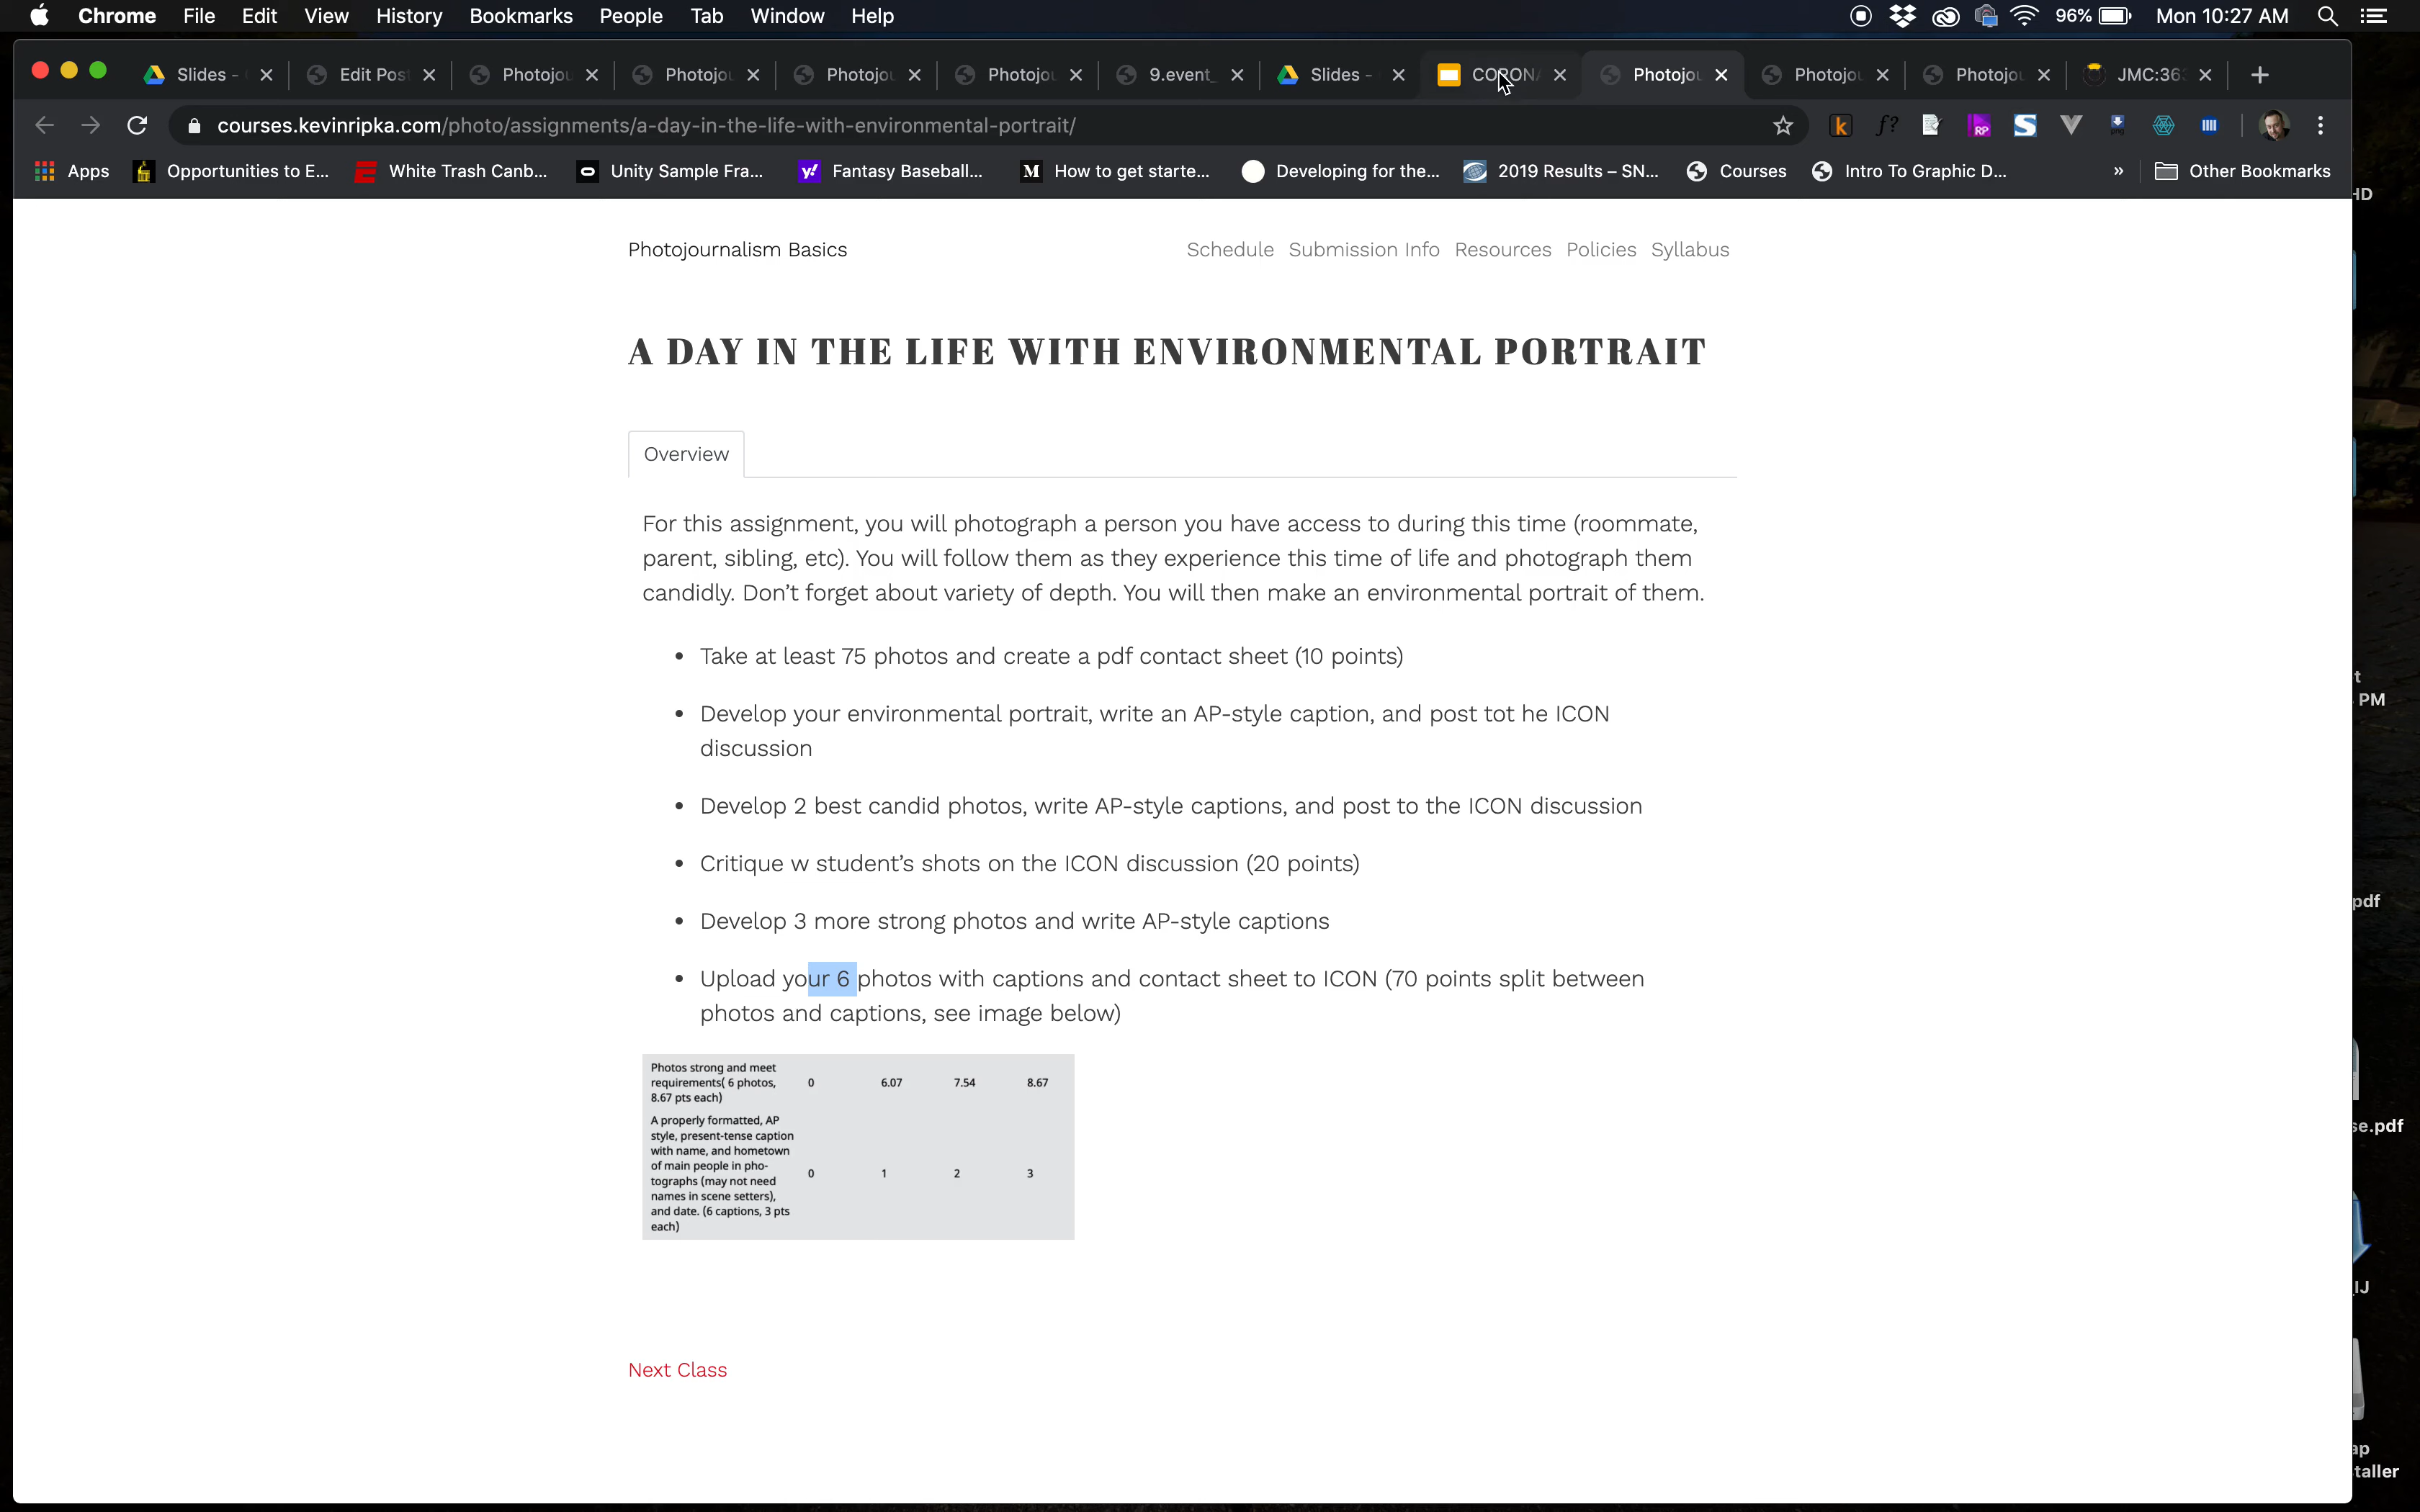 Chrome File Edit View History Bookmarks People Tab Window Help 96% Mon 10:27 AM
Slides - Edit Post Photojou Photojou Photojou Photojou 9.event_ Slides - CORONA Photojou Photojou Photojou JMC:363
courses.kevinripka.com/photo/assignments/a-day-in-the-life-with-environmental-portrait/
Apps Opportunities to E... White Trash Canb... Unity Sample Fra... Fantasy Baseball... How to get starte... Developing for the... 2019 Results – SN... Courses Intro To Graphic D... » Other Bookmarks
HD
Photojournalism Basics Schedule Submission Info Resources Policies Syllabus
A DAY IN THE LIFE WITH ENVIRONMENTAL PORTRAIT
Overview
For this assignment, you will photograph a person you have access to during this time (roommate,
parent, sibling, etc). You will follow them as they experience this time of life and photograph them
candidly. Don't forget about variety of depth. You will then make an environmental portrait of them.
• Take at least 75 photos and create a pdf contact sheet (10 points)
• Develop your environmental portrait, write an AP-style caption, and post tot he ICON
discussion
• Develop 2 best candid photos, write AP-style captions, and post to the ICON discussion
• Critique w student's shots on the ICON discussion (20 points)
• Develop 3 more strong photos and write AP-style captions
• Upload your 6 photos with captions and contact sheet to ICON (70 points split between
photos and captions, see image below)
Photos strong and meet
requirements( 6 photos, 0 6.07 7.54 8.67
8.67 pts each)
A properly formatted, AP
style, present-tense caption
with name, and hometown
of main people in pho-
tographs (may not need 0 1 2 3
names in scene setters),
and date. (6 captions, 3 pts
each)
Next Class
t
PM
pdf
se.pdf
IJ
ap
taller